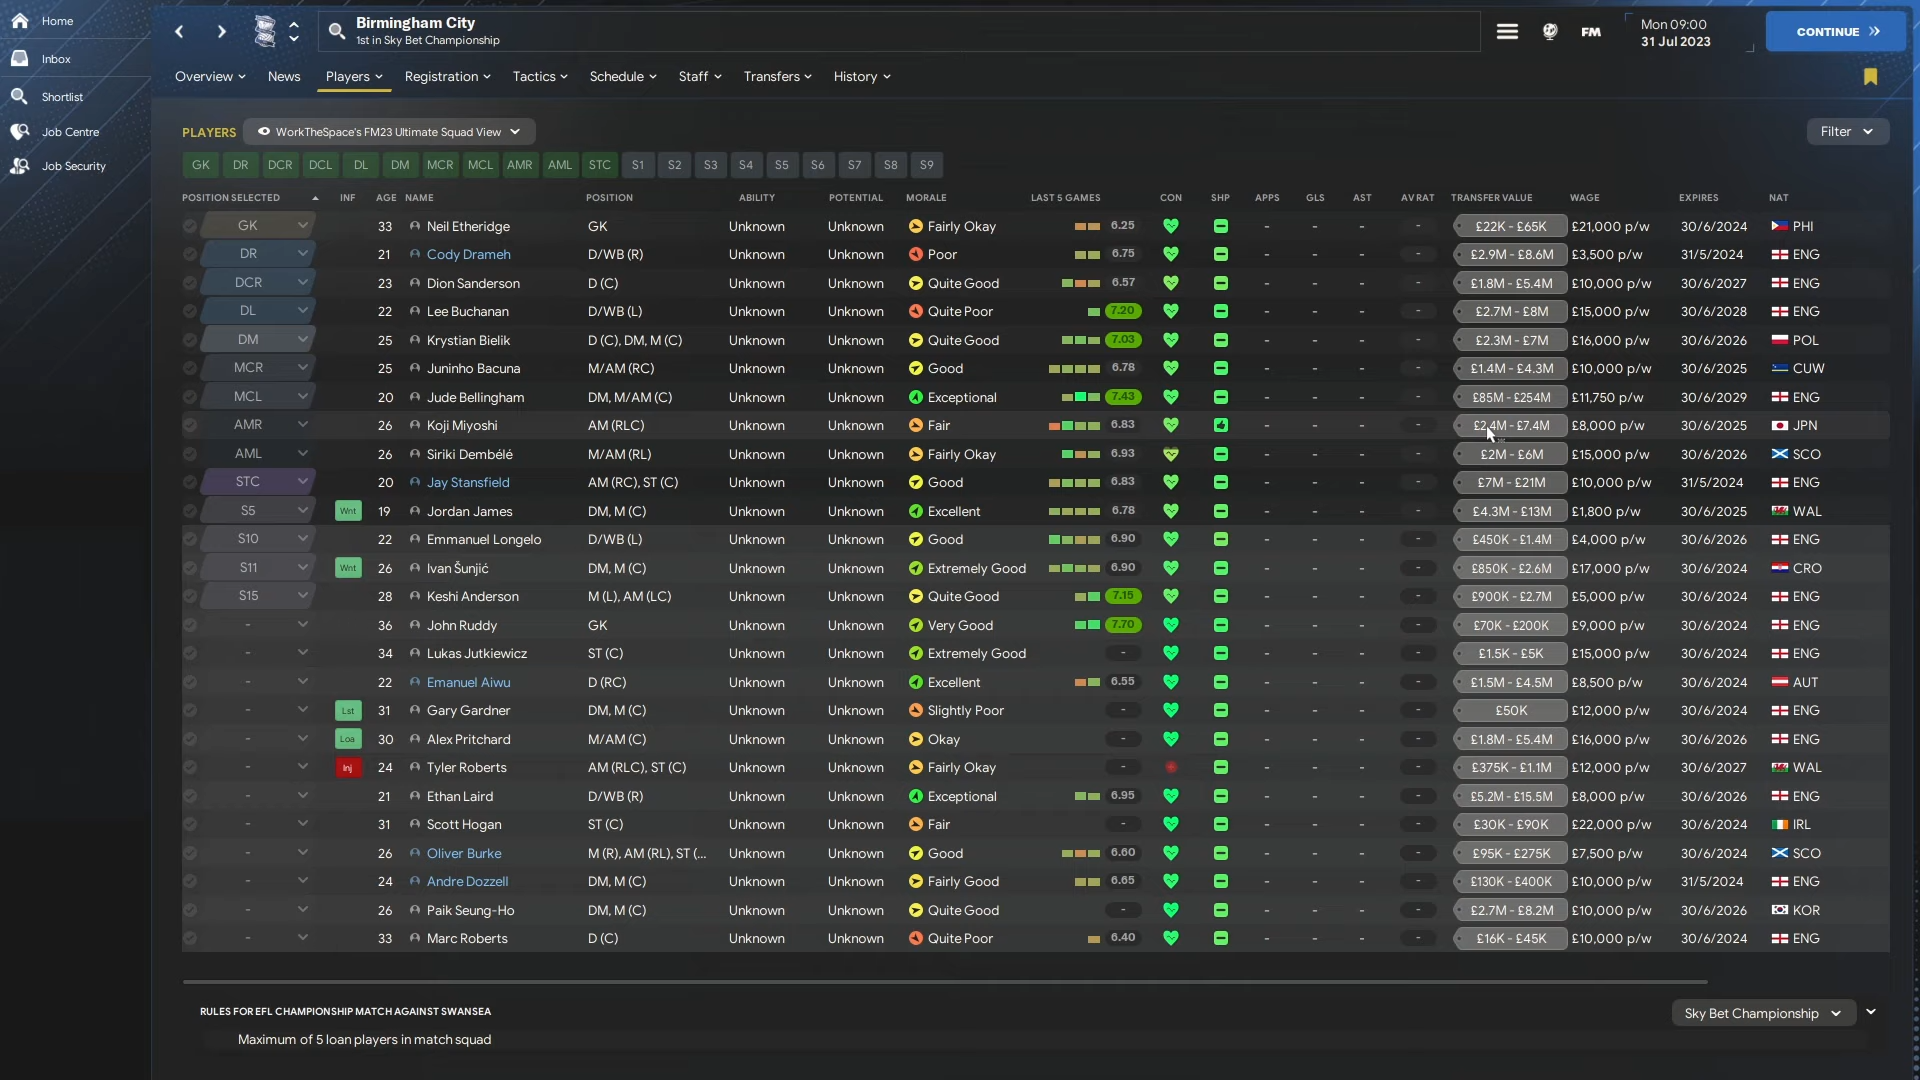 Home
Inbox
Shortlist
Job Centre
Job Security
Birmingham City
1st in Sky Bet Championship
FM
Mon 09:00
31 Jul 2023
CONTINUE
Overview News Players Registration Tactics Schedule Staff Transfers History
PLAYERS WorkTheSpace's FM23 Ultimate Squad View Filter
GK DR DCR DCL DL DM MCR MCL AMR AML STC S1 S2 S3 S4 S5 S6 S7 S8 S9
POSITION SELECTED INF AGE NAME POSITION ABILITY POTENTIAL MORALE LAST 5 GAMES CON SHP APPS GLS AST AV RAT TRANSFER VALUE WAGE EXPIRES NAT
GK 33 Neil Etheridge GK Unknown Unknown Fairly Okay 6.25 - - - - £22K - £65K £21,000 p/w 30/6/2024 PHI
DR 21 Cody Drameh D/WB (R) Unknown Unknown Poor 6.75 - - - - £2.9M - £8.6M £3,500 p/w 31/5/2024 ENG
DCR 23 Dion Sanderson D (C) Unknown Unknown Quite Good 6.57 - - - - £1.8M - £5.4M £10,000 p/w 30/6/2027 ENG
DL 22 Lee Buchanan D/WB (L) Unknown Unknown Quite Poor 7.20 - - - - £2.7M - £8M £15,000 p/w 30/6/2028 ENG
DM 25 Krystian Bielik D (C), DM, M (C) Unknown Unknown Quite Good 7.03 - - - - £2.3M - £7M £16,000 p/w 30/6/2026 POL
MCR 25 Juninho Bacuna M/AM (RC) Unknown Unknown Good 6.78 - - - - £1.4M - £4.3M £10,000 p/w 30/6/2025 CUW
MCL 20 Jude Bellingham DM, M/AM (C) Unknown Unknown Exceptional 7.43 - - - - £85M - £254M £11,750 p/w 30/6/2029 ENG
AMR 26 Koji Miyoshi AM (RLC) Unknown Unknown Fair 6.83 - - - - £2.4M - £7.4M £8,000 p/w 30/6/2025 JPN
AML 26 Siriki Dembélé M/AM (RL) Unknown Unknown Fairly Okay 6.93 - - - - £2M - £6M £15,000 p/w 30/6/2026 SCO
STC 20 Jay Stansfield AM (RC), ST (C) Unknown Unknown Good 6.83 - - - - £7M - £21M £10,000 p/w 31/5/2024 ENG
S5 Wnt 19 Jordan James DM, M (C) Unknown Unknown Excellent 6.78 - - - - £4.3M - £13M £1,800 p/w 30/6/2025 WAL
S10 22 Emmanuel Longelo D/WB (L) Unknown Unknown Good 6.90 - - - - £450K - £1.4M £4,000 p/w 30/6/2026 ENG
S11 Wnt 26 Ivan Šunjić DM, M (C) Unknown Unknown Extremely Good 6.90 - - - - £850K - £2.6M £17,000 p/w 30/6/2024 CRO
S15 28 Keshi Anderson M (L), AM (LC) Unknown Unknown Quite Good 7.15 - - - - £900K - £2.7M £5,000 p/w 30/6/2024 ENG
- 36 John Ruddy GK Unknown Unknown Very Good 7.70 - - - - £70K - £200K £9,000 p/w 30/6/2024 ENG
- 34 Lukas Jutkiewicz ST (C) Unknown Unknown Extremely Good - - - - - £1.5K - £5K £15,000 p/w 30/6/2024 ENG
- 22 Emanuel Aiwu D (RC) Unknown Unknown Excellent 6.55 - - - - £1.5M - £4.5M £8,500 p/w 30/6/2024 AUT
- Lst 31 Gary Gardner DM, M (C) Unknown Unknown Slightly Poor - - - - - £50K £12,000 p/w 30/6/2024 ENG
- Loa 30 Alex Pritchard M/AM (C) Unknown Unknown Okay - - - - - £1.8M - £5.4M £16,000 p/w 30/6/2026 ENG
- Inj 24 Tyler Roberts AM (RLC), ST (C) Unknown Unknown Fairly Okay - - - - - £375K - £1.1M £12,000 p/w 30/6/2027 WAL
- 21 Ethan Laird D/WB (R) Unknown Unknown Exceptional 6.95 - - - - £5.2M - £15.5M £8,000 p/w 30/6/2026 ENG
- 31 Scott Hogan ST (C) Unknown Unknown Fair - - - - - £30K - £90K £22,000 p/w 30/6/2024 IRL
- 26 Oliver Burke M (R), AM (RL), ST (... Unknown Unknown Good 6.60 - - - - £95K - £275K £7,500 p/w 30/6/2024 SCO
- 24 Andre Dozzell DM, M (C) Unknown Unknown Fairly Good 6.65 - - - - £130K - £400K £10,000 p/w 31/5/2024 ENG
- 26 Paik Seung-Ho DM, M (C) Unknown Unknown Quite Good - - - - - £2.7M - £8.2M £10,000 p/w 30/6/2026 KOR
- 33 Marc Roberts D (C) Unknown Unknown Quite Poor 6.40 - - - - £16K - £45K £10,000 p/w 30/6/2024 ENG
RULES FOR EFL CHAMPIONSHIP MATCH AGAINST SWANSEA
Sky Bet Championship
Maximum of 5 loan players in match squad